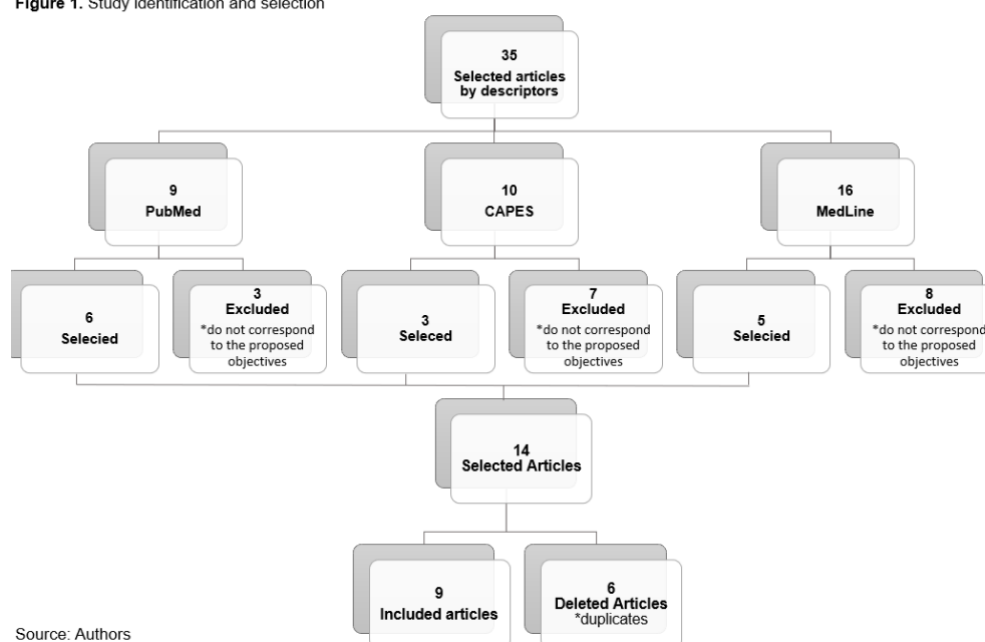 Figure 1. Study identification and selection
35
Selected articles
by descriptors
9
PubMed
10
CAPES
16
MedLine
6
Selecied
3
Excluded
*do not correspond
to the proposed
objectives
3
Seleced
7
Excluded
*do not correspond
to the proposed
objectives
5
Selecied
8
Excluded
*do not correspond
to the proposed
objectives
14
Selected Articles
9
Included articles
6
Deleted Articles
*duplicates
Source: Authors